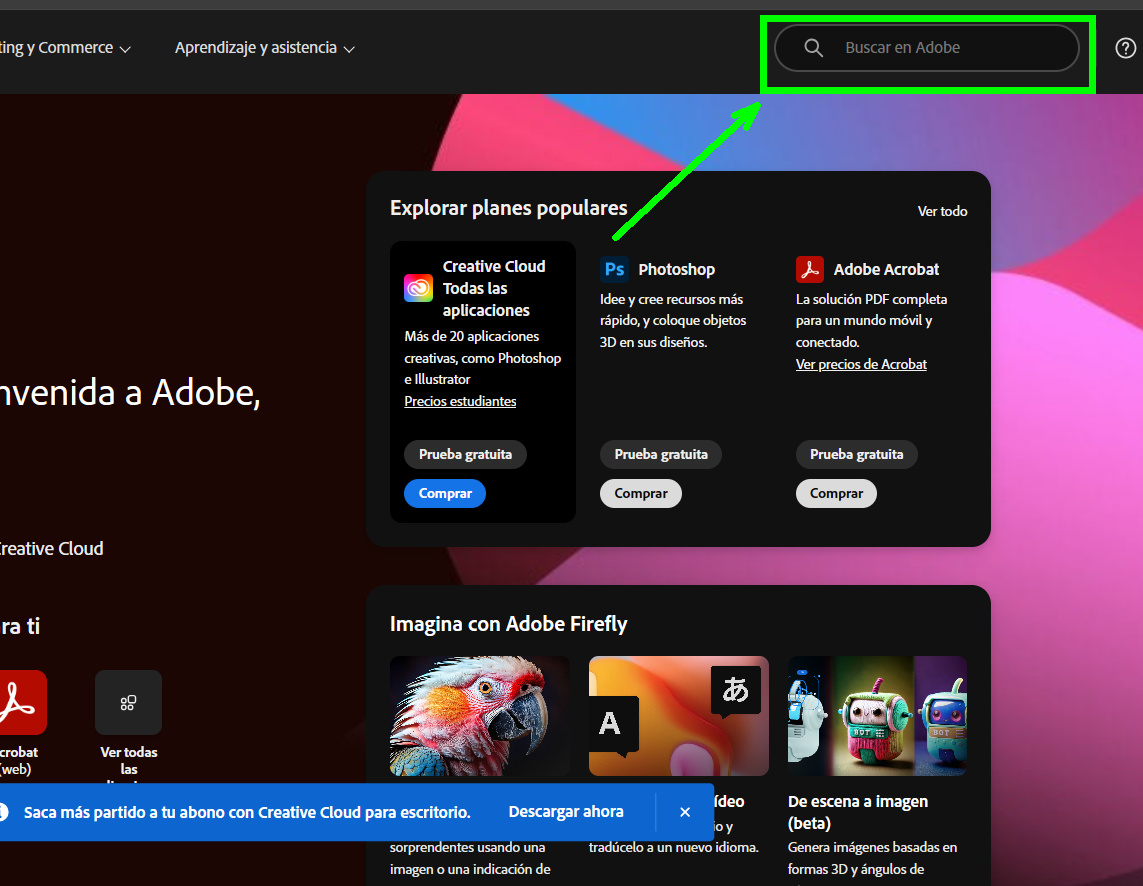 ting y Commerce
Aprendizaje y asistencia
Buscar en Adobe
Explorar planes populares
Ver todo
Creative Cloud
Todas las
aplicaciones
Más de 20 aplicaciones
creativas, como Photoshop
e Illustrator
Precios estudiantes
Prueba gratuita
Comprar
Ps Photoshop
Idee y cree recursos más
rápido, y coloque objetos
3D en sus diseños.
Prueba gratuita
Comprar
Adobe Acrobat
La solución PDF completa
para un mundo móvil y
conectado.
Ver precios de Acrobat
Prueba gratuita
Comprar
nvenida a Adobe,
Creative Cloud
ara ti
crobat
(web)
Ver todas
las
Imagina con Adobe Firefly
A
あ
BOT
BOT
sorprendentes usando una
imagen o una indicación de
ídeo
io y
tradúcelo a un nuevo idioma.
De escena a imagen
(beta)
Genera imágenes basadas en
formas 3D y ángulos de
Saca más partido a tu abono con Creative Cloud para escritorio.
Descargar ahora